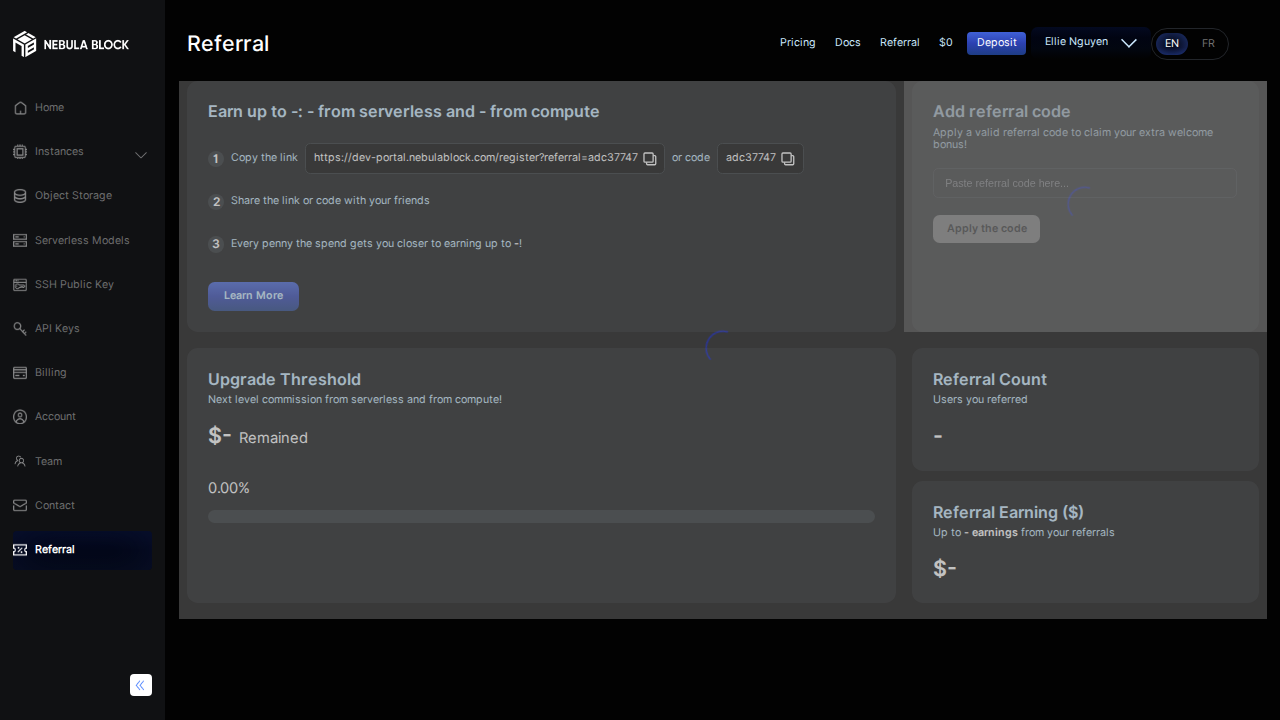 NEBULA BLOCK
Home
Instances
Object Storage
Serverless Models
SSH Public Key
API Keys
Billing
Account
Team
Contact
Referral
Referral
Pricing Docs Referral $0 Deposit Ellie Nguyen EN FR
Earn up to -: - from serverless and - from compute
1 Copy the link https://dev-portal.nebulablock.com/register?referral=adc37747 or code adc37747
2 Share the link or code with your friends
3 Every penny the spend gets you closer to earning up to -!
Learn More
Add referral code
Apply a valid referral code to claim your extra welcome
bonus!
Paste referral code here...
Apply the code
Upgrade Threshold
Next level commission from serverless and from compute!
$- Remained
0.00%
Referral Count
Users you referred
-
Referral Earning ($)
Up to - earnings from your referrals
$-